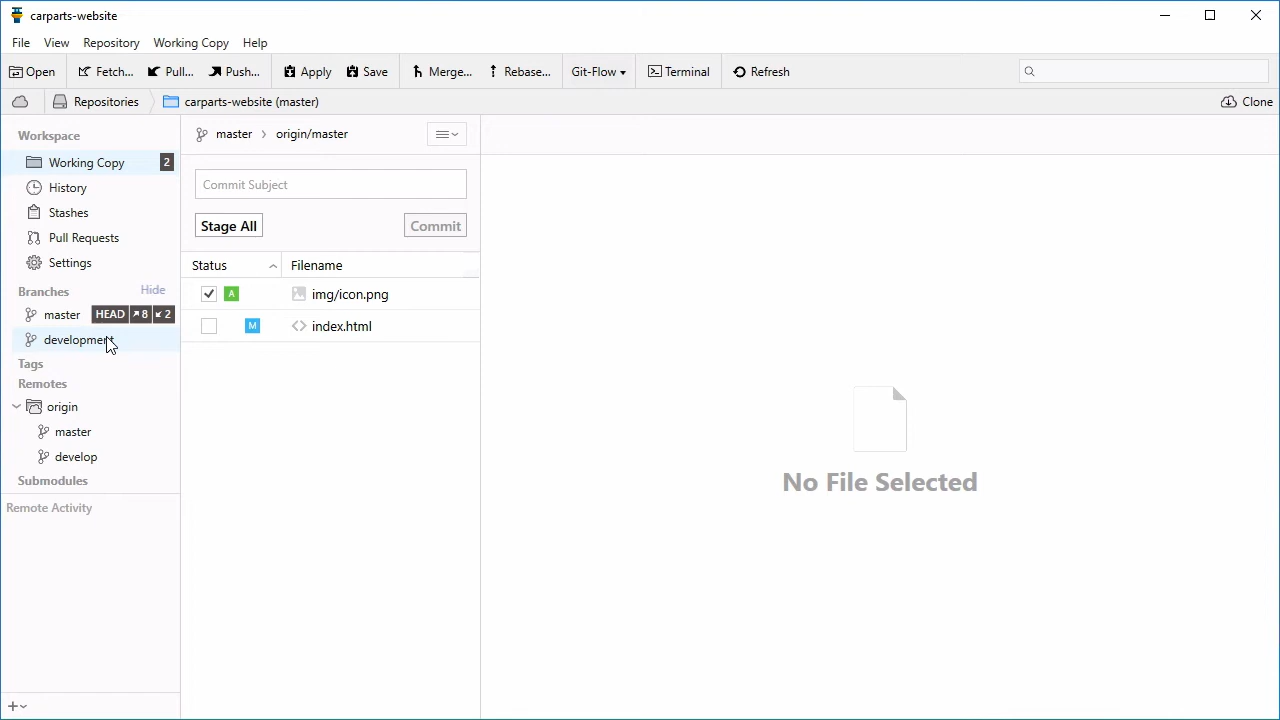 carparts-website
File View Repository Working Copy Help
Open Fetch... Pull... Push... Apply Save Merge... Rebase... Git-Flow Terminal Refresh
Repositories carparts-website (master) Clone
Workspace
Working Copy 2
History
Stashes
Pull Requests
Settings
Branches Hide
master HEAD 8 2
development
Tags
Remotes
origin
master
develop
Submodules
Remote Activity
master origin/master
Commit Subject
Stage All Commit
Status Filename
A img/icon.png
M index.html
No File Selected